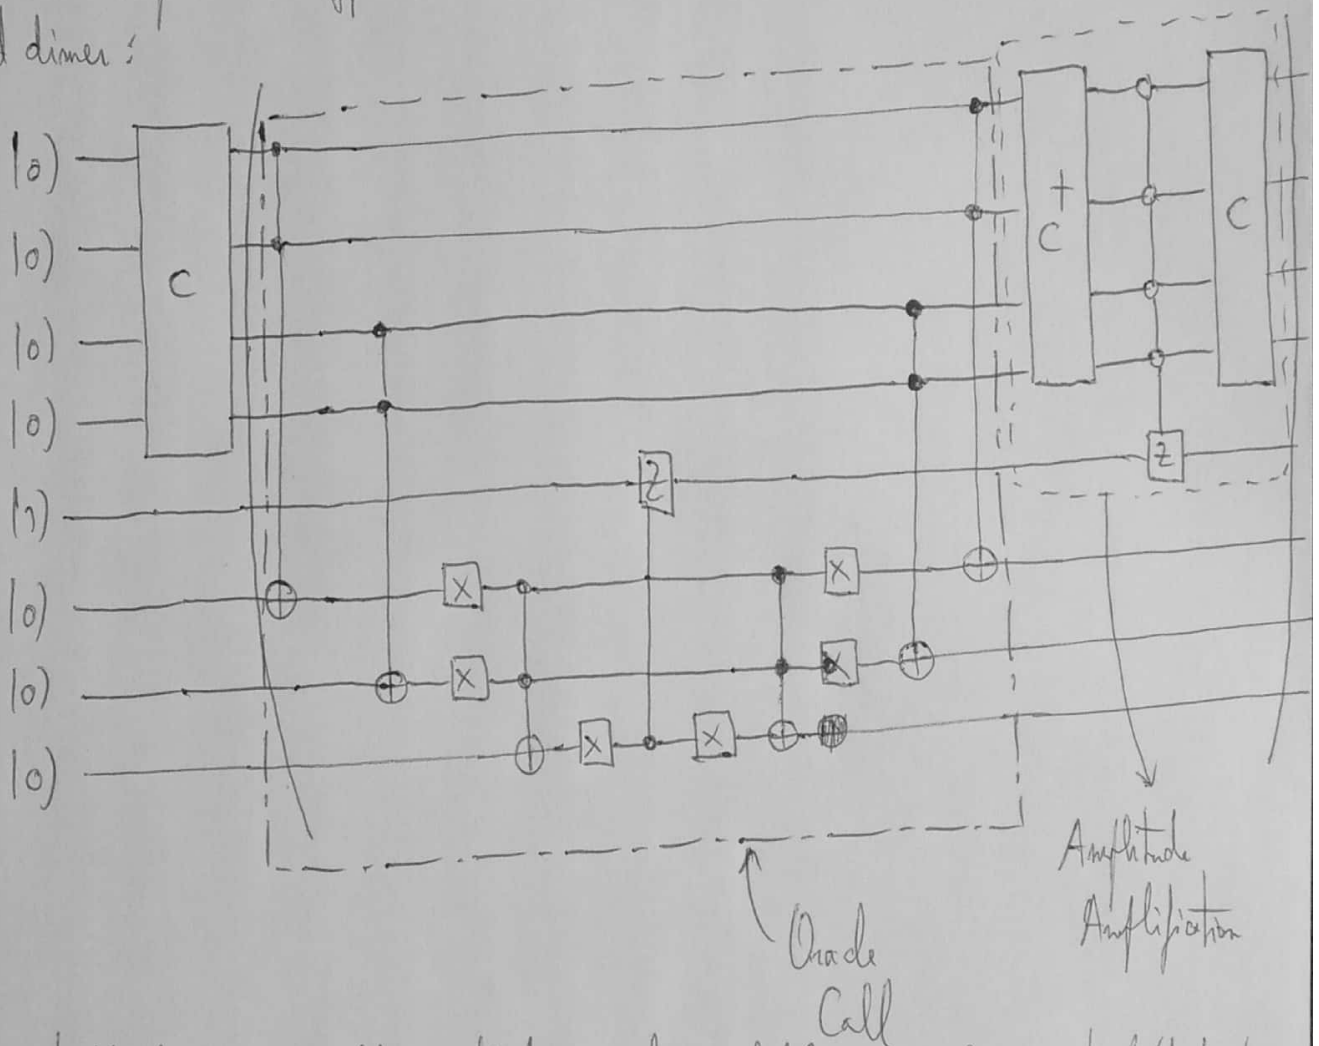 dimer :
|0⟩
|0⟩
|0⟩
|0⟩
|1⟩
|0⟩
|0⟩
|0⟩
C
X
X
X
Z
X
X
X
C†
Z
C
Amplitude
Amplification
Oracle
Call